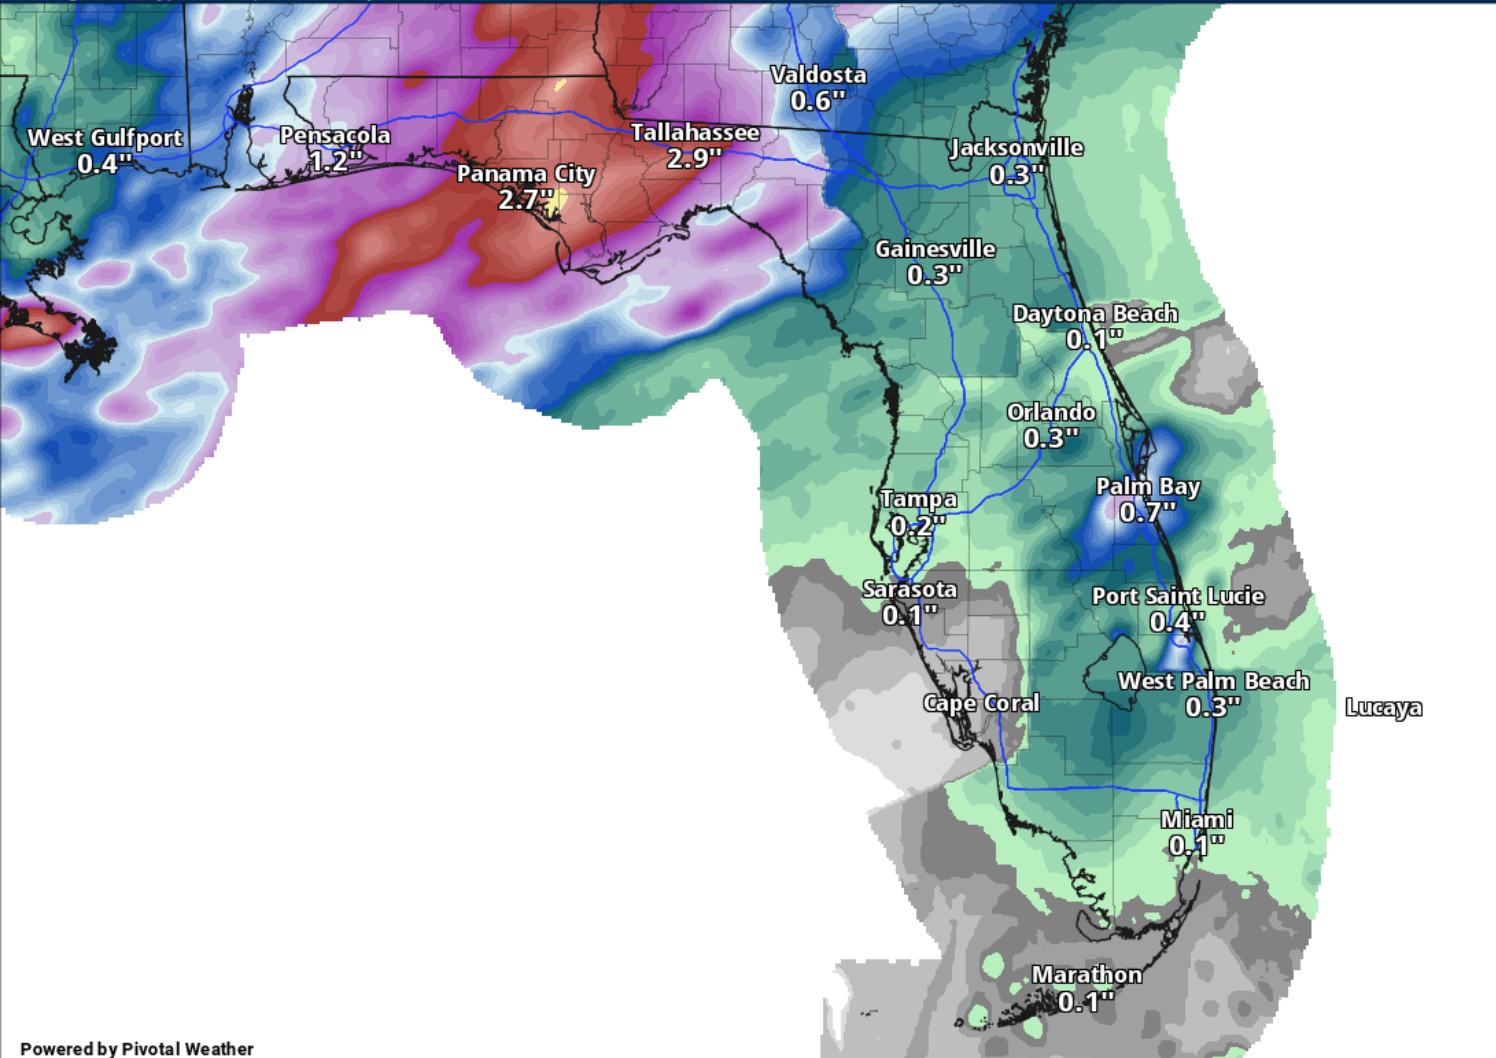 Valdosta
0.6"
West Gulfport
0.4"
Pensacola
1.2"
Tallahassee
2.9"
Jacksonville
0.3"
Panama City
2.7"
Gainesville
0.3"
Daytona Beach
0.1"
Orlando
0.3"
Palm Bay
0.7"
Tampa
0.2"
Sarasota
0.1"
Port Saint Lucie
0.4"
West Palm Beach
0.3"
Cape Coral
Lucaya
Miami
0.1"
Marathon
0.1"
Powered by Pivotal Weather